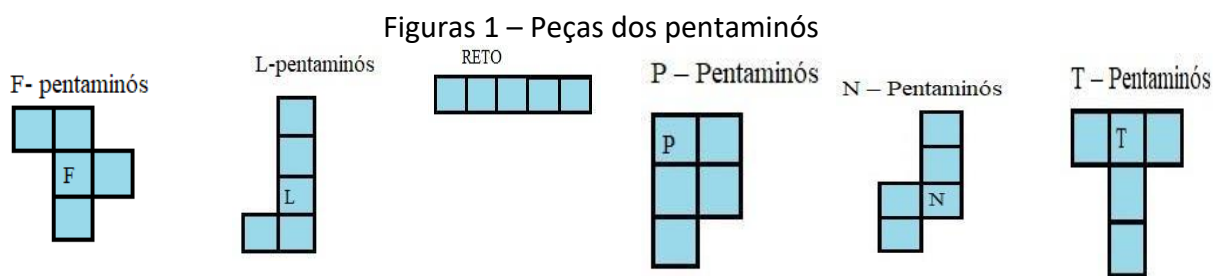 Figuras 1 – Peças dos pentaminós
F- pentaminós
L-pentaminós
RETO
P – Pentaminós
N – Pentaminós
T – Pentaminós
F
L
P
N
T